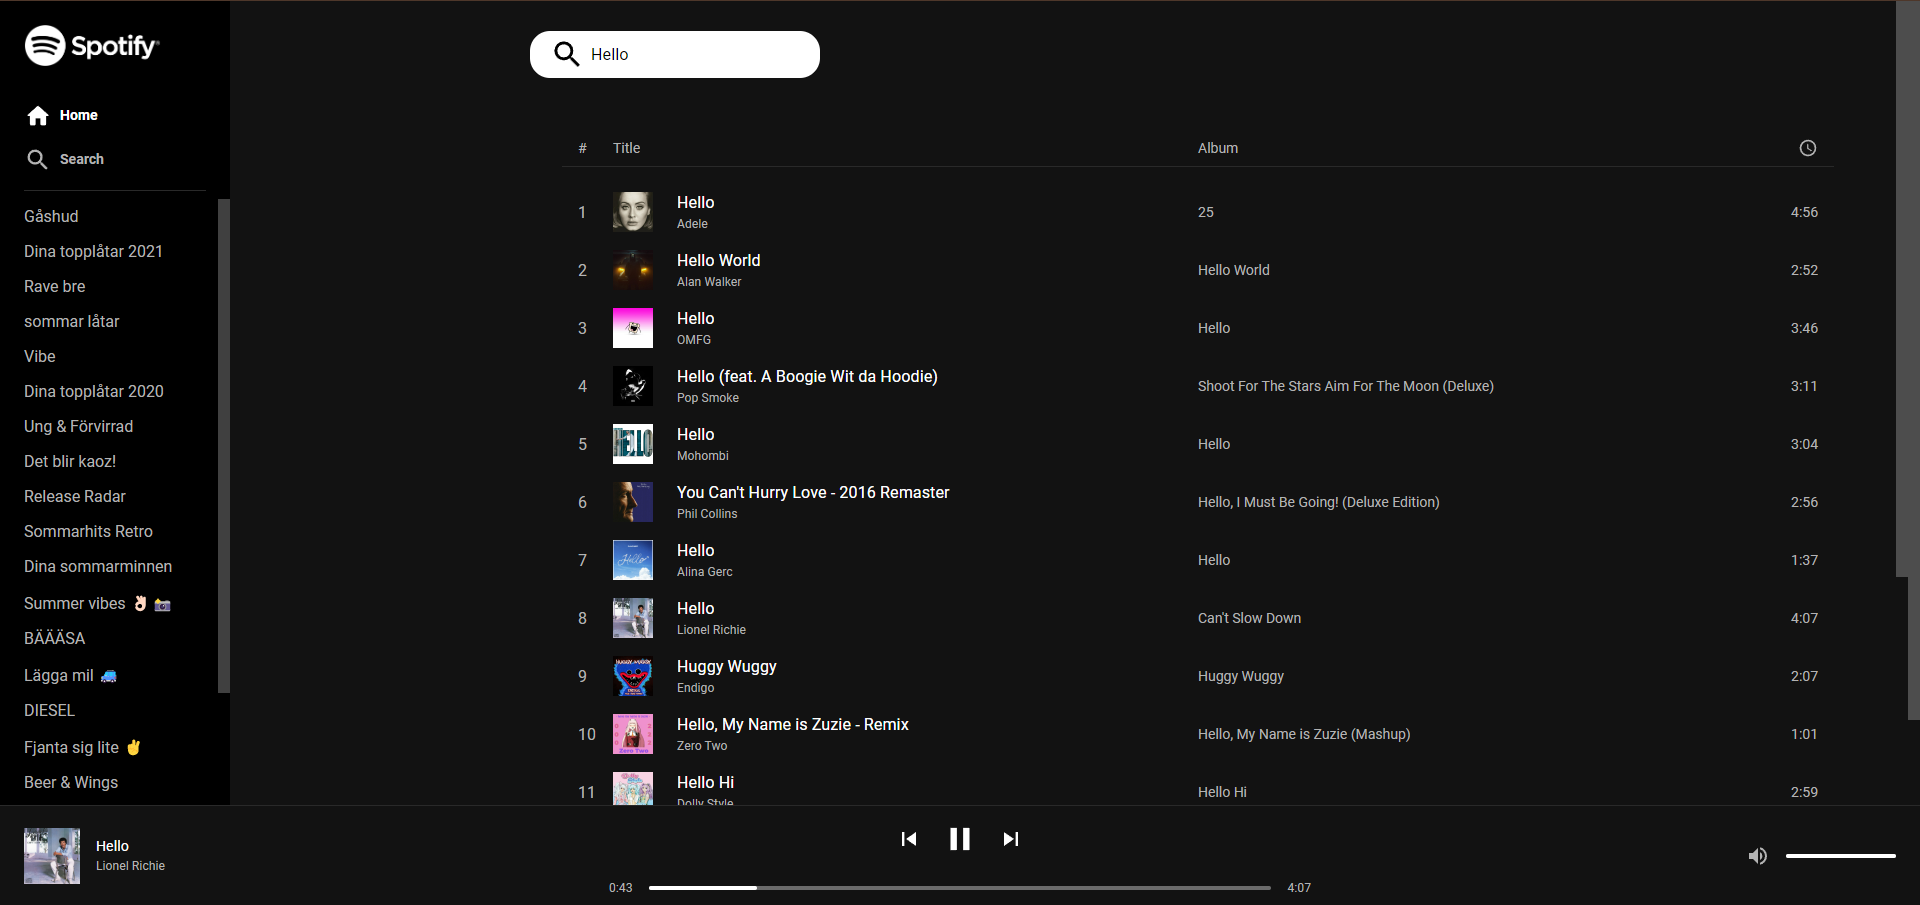 Spotify
Hello
Home
Search
Gåshud
Dina topplåtar 2021
Rave bre
sommar låtar
Vibe
Dina topplåtar 2020
Ung & Förvirrad
Det blir kaoz!
Release Radar
Sommarhits Retro
Dina sommarminnen
Summer vibes 👌🏻 📸
BÄÄÄSA
Lägga mil 🚙
DIESEL
Fjanta sig lite ✌️
Beer & Wings
# Title Album
1 Hello 25 4:56
Adele
2 Hello World Hello World 2:52
Alan Walker
3 Hello Hello 3:46
OMFG
4 Hello (feat. A Boogie Wit da Hoodie) Shoot For The Stars Aim For The Moon (Deluxe) 3:11
Pop Smoke
5 Hello Hello 3:04
Mohombi
HELLO
6 You Can't Hurry Love - 2016 Remaster Hello, I Must Be Going! (Deluxe Edition) 2:56
Phil Collins
7 Hello Hello 1:37
Alina Gerc
Hello
8 Hello Can't Slow Down 4:07
Lionel Richie
9 Huggy Wuggy Huggy Wuggy 2:07
Endigo
HUGGY WUGGY
10 Hello, My Name is Zuzie - Remix Hello, My Name is Zuzie (Mashup) 1:01
Zero Two
Zero Two
11 Hello Hi Hello Hi 2:59
Dolly Style
Hello
Lionel Richie
0:43 4:07